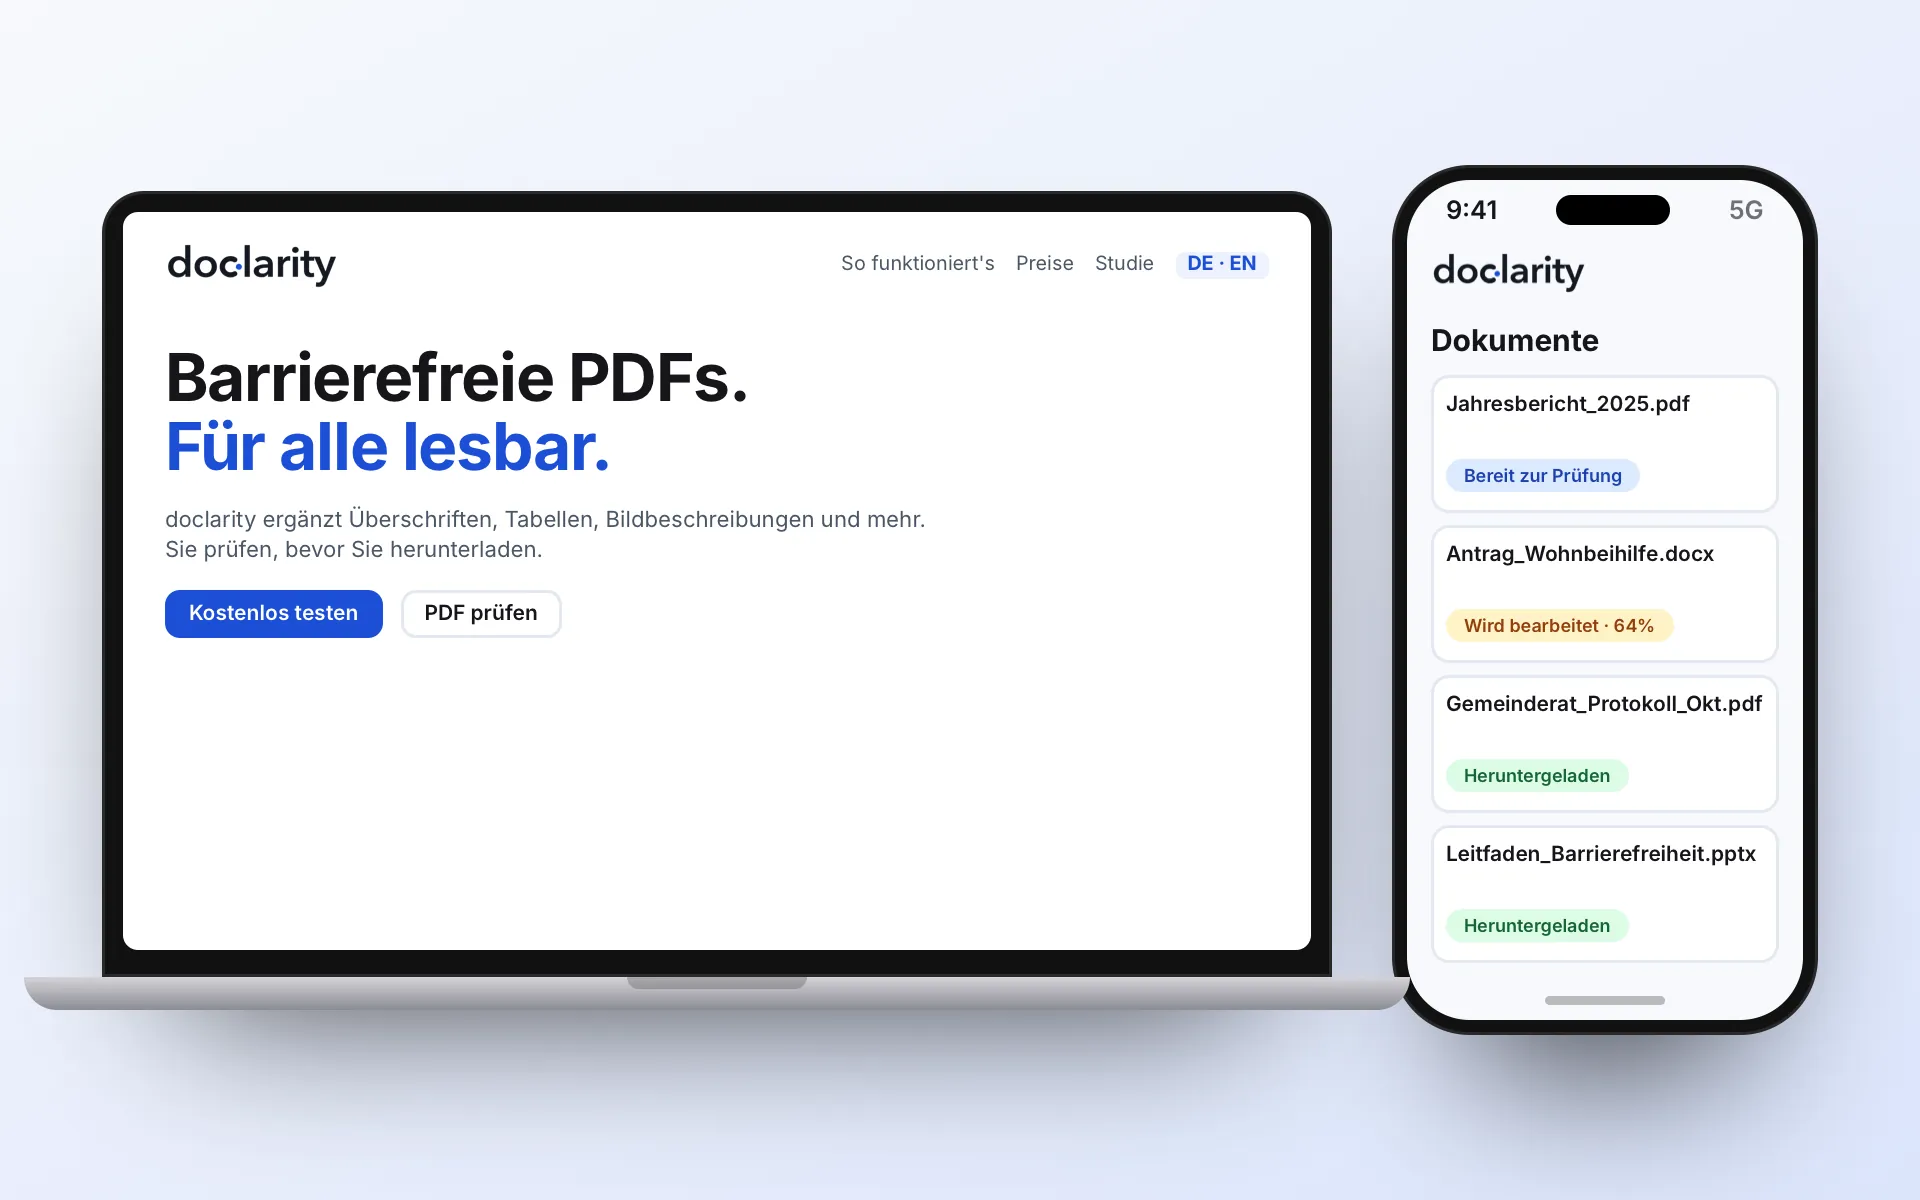 doclarity
So funktioniert's Preise Studie DE · EN
Barrierefreie PDFs.
Für alle lesbar.
doclarity ergänzt Überschriften, Tabellen, Bildbeschreibungen und mehr.
Sie prüfen, bevor Sie herunterladen.
Kostenlos testen PDF prüfen
9:41 5G
doclarity
Dokumente
Jahresbericht_2025.pdf
Bereit zur Prüfung
Antrag_Wohnbeihilfe.docx
Wird bearbeitet · 64%
Gemeinderat_Protokoll_Okt.pdf
Heruntergeladen
Leitfaden_Barrierefreiheit.pptx
Heruntergeladen